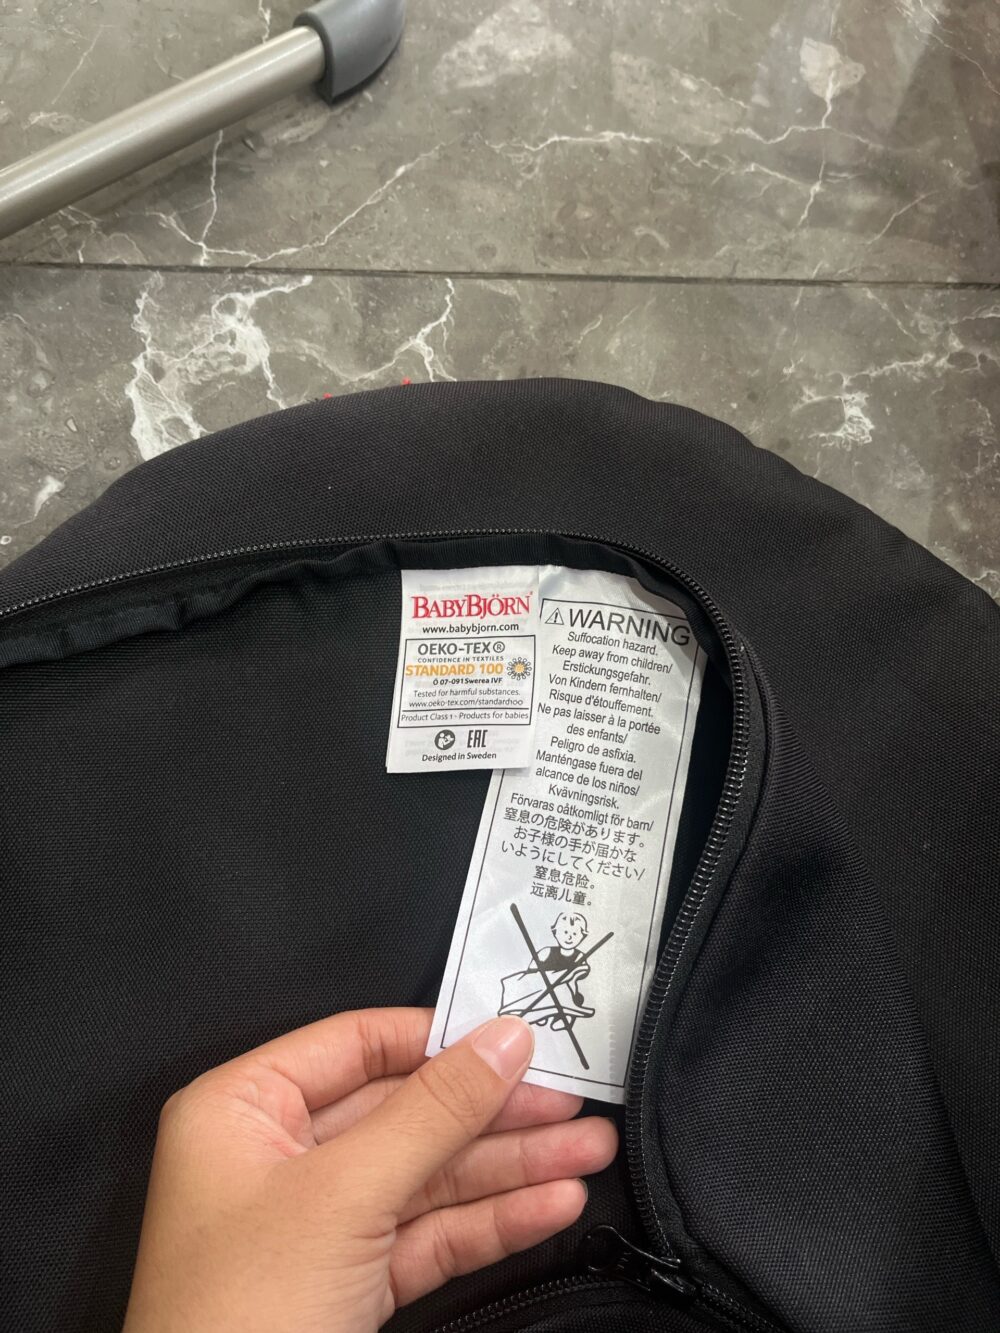 BABYBJÖRN®
www.babybjorn.com
OEKO-TEX®
CONFIDENCE IN TEXTILES
STANDARD 100
Ö 07-091 Swerea IVF
Tested for harmful substances.
www.oeko-tex.com/standard100
Product Class 1 - Products for babies
EAC
Designed in Sweden
WARNING
Suffocation hazard.
Keep away from children/
Erstickungsgefahr.
Von Kindern fernhalten/
Risque d'étouffement.
Ne pas laisser à la portée
des enfants/
Peligro de asfixia.
Manténgase fuera del
alcance de los niños/
Kvävningsrisk.
Förvaras oåtkomligt för barn/
窒息の危険があります。
お子様の手が届かな
いようにしてください/
窒息危险。
远离儿童。